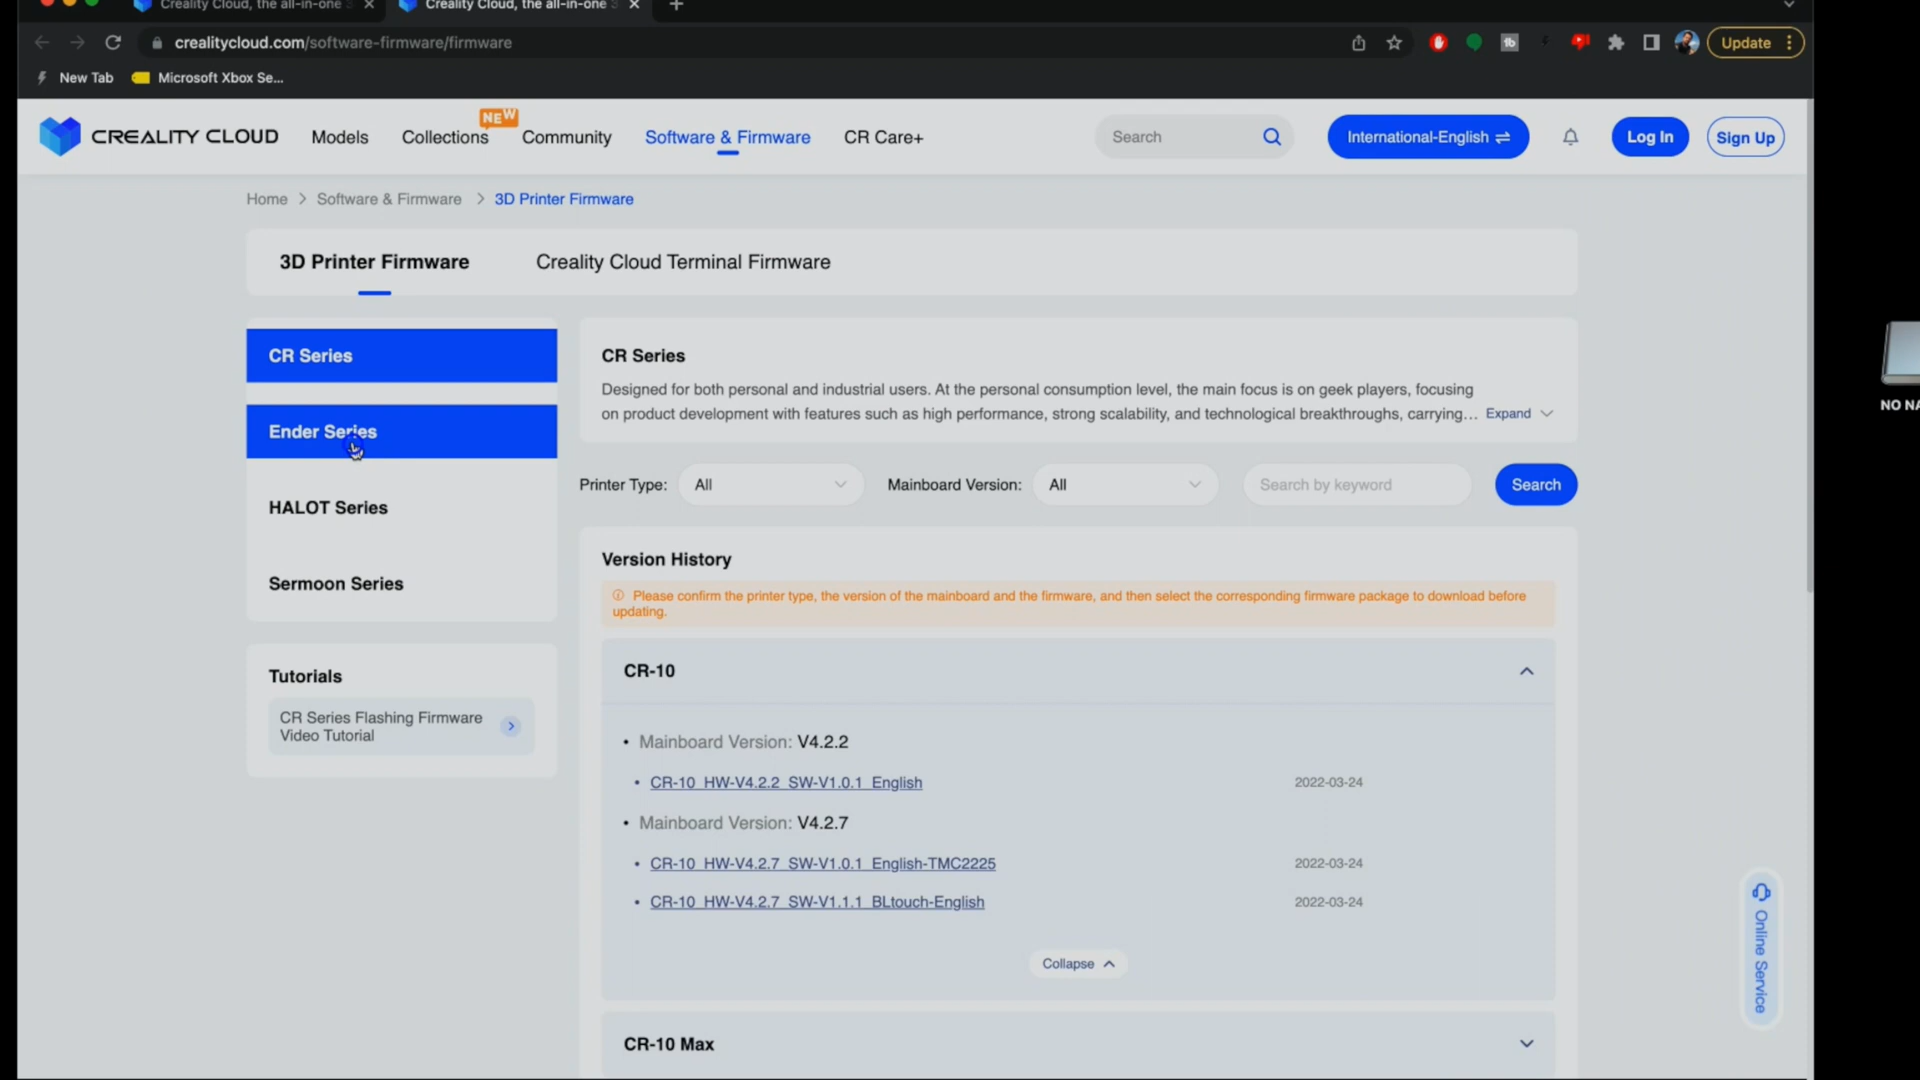 Creality Cloud, the all-in-one
Creality Cloud, the all-in-one
crealitycloud.com/software-firmware/firmware
Update
New Tab
Microsoft Xbox Se...
CREALITY CLOUD
Models
Collections
NEW
Community
Software & Firmware
CR Care+
Search
International-English
Log In
Sign Up
Home > Software & Firmware > 3D Printer Firmware
3D Printer Firmware
Creality Cloud Terminal Firmware
CR Series
Ender Series
HALOT Series
Sermoon Series
Tutorials
CR Series Flashing Firmware
Video Tutorial
CR Series
Designed for both personal and industrial users. At the personal consumption level, the main focus is on geek players, focusing
on product development with features such as high performance, strong scalability, and technological breakthroughs, carrying... Expand
Printer Type: All
Mainboard Version: All
Search by keyword
Search
Version History
Please confirm the printer type, the version of the mainboard and the firmware, and then select the corresponding firmware package to download before
updating.
CR-10
• Mainboard Version: V4.2.2
• CR-10_HW-V4.2.2_SW-V1.0.1_English 2022-03-24
• Mainboard Version: V4.2.7
• CR-10_HW-V4.2.7_SW-V1.0.1_English-TMC2225 2022-03-24
• CR-10_HW-V4.2.7_SW-V1.1.1_BLtouch-English 2022-03-24
Collapse
CR-10 Max
Online Service
NO NA